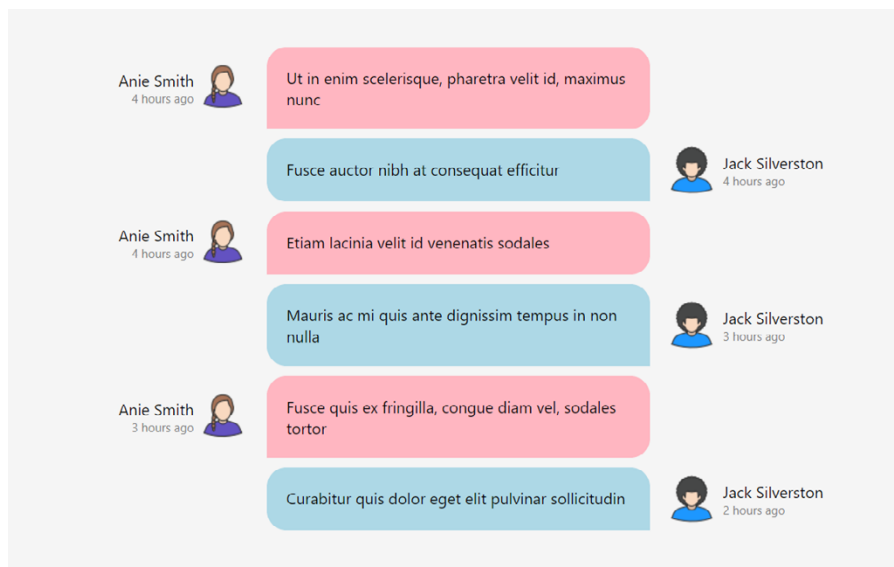 Anie Smith
4 hours ago
Ut in enim scelerisque, pharetra velit id, maximus
nunc
Fusce auctor nibh at consequat efficitur
Jack Silverston
4 hours ago
Anie Smith
4 hours ago
Etiam lacinia velit id venenatis sodales
Mauris ac mi quis ante dignissim tempus in non
nulla
Jack Silverston
3 hours ago
Anie Smith
3 hours ago
Fusce quis ex fringilla, congue diam vel, sodales
tortor
Curabitur quis dolor eget elit pulvinar sollicitudin
Jack Silverston
2 hours ago